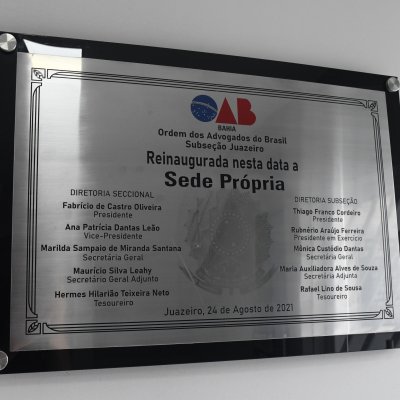 OAB
BAHIA
Ordem dos Advogados do Brasil
Subseção Juazeiro
Reinaugurada nesta data a
Sede Própria
DIRETORIA SECCIONAL
Fabrício de Castro Oliveira
Presidente
Ana Patrícia Dantas Leão
Vice-Presidente
Marilda Sampaio de Miranda Santana
Secretária Geral
Maurício Silva Leahy
Secretário Geral Adjunto
Hermes Hilarião Teixeira Neto
Tesoureiro
DIRETORIA SUBSEÇÃO
Thiago Franco Cordeiro
Presidente
Rubnério Araújo Ferreira
Presidente em Exercício
Mônica Custódio Dantas
Secretária Geral
Maria Auxiliadora Alves de Souza
Secretária Adjunta
Rafael Lino de Sousa
Tesoureiro
Juazeiro, 24 de Agosto de 2021